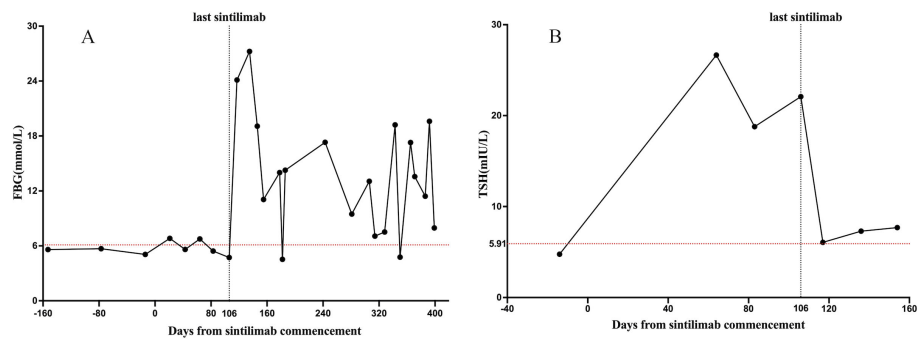 last sintilimab
A
30
24
18
12
6
0
FBG(mmol/L)
-160 -80 0 80 106 160 240 320 400
Days from sintilimab commencement
last sintilimab
B
30
20
10
5.91
0
TSH(mIU/L)
-40 0 40 80 106 120 160
Days from sintilimab commencement